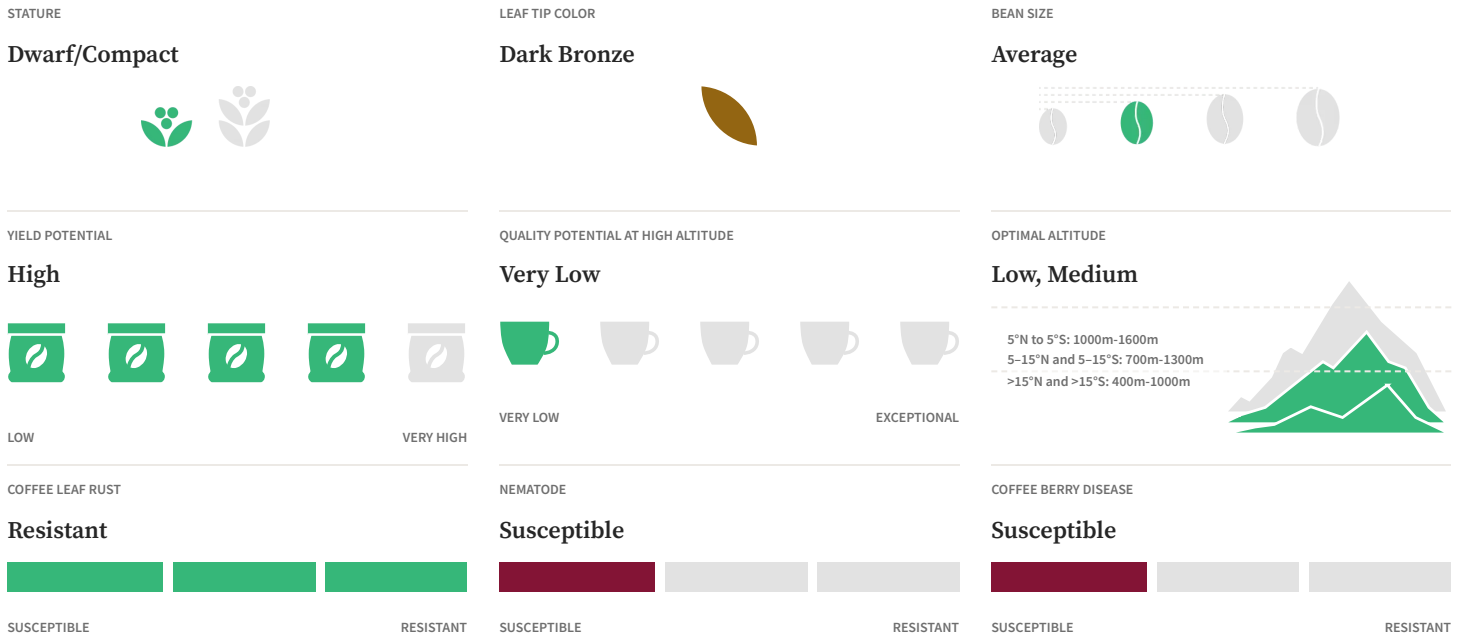 STATURE
Dwarf/Compact
LEAF TIP COLOR
Dark Bronze
BEAN SIZE
Average
YIELD POTENTIAL
High
LOW
VERY HIGH
QUALITY POTENTIAL AT HIGH ALTITUDE
Very Low
VERY LOW
EXCEPTIONAL
OPTIMAL ALTITUDE
Low, Medium
5°N to 5°S: 1000m-1600m
5–15°N and 5–15°S: 700m-1300m
>15°N and >15°S: 400m-1000m
COFFEE LEAF RUST
Resistant
SUSCEPTIBLE
RESISTANT
NEMATODE
Susceptible
SUSCEPTIBLE
RESISTANT
COFFEE BERRY DISEASE
Susceptible
SUSCEPTIBLE
RESISTANT